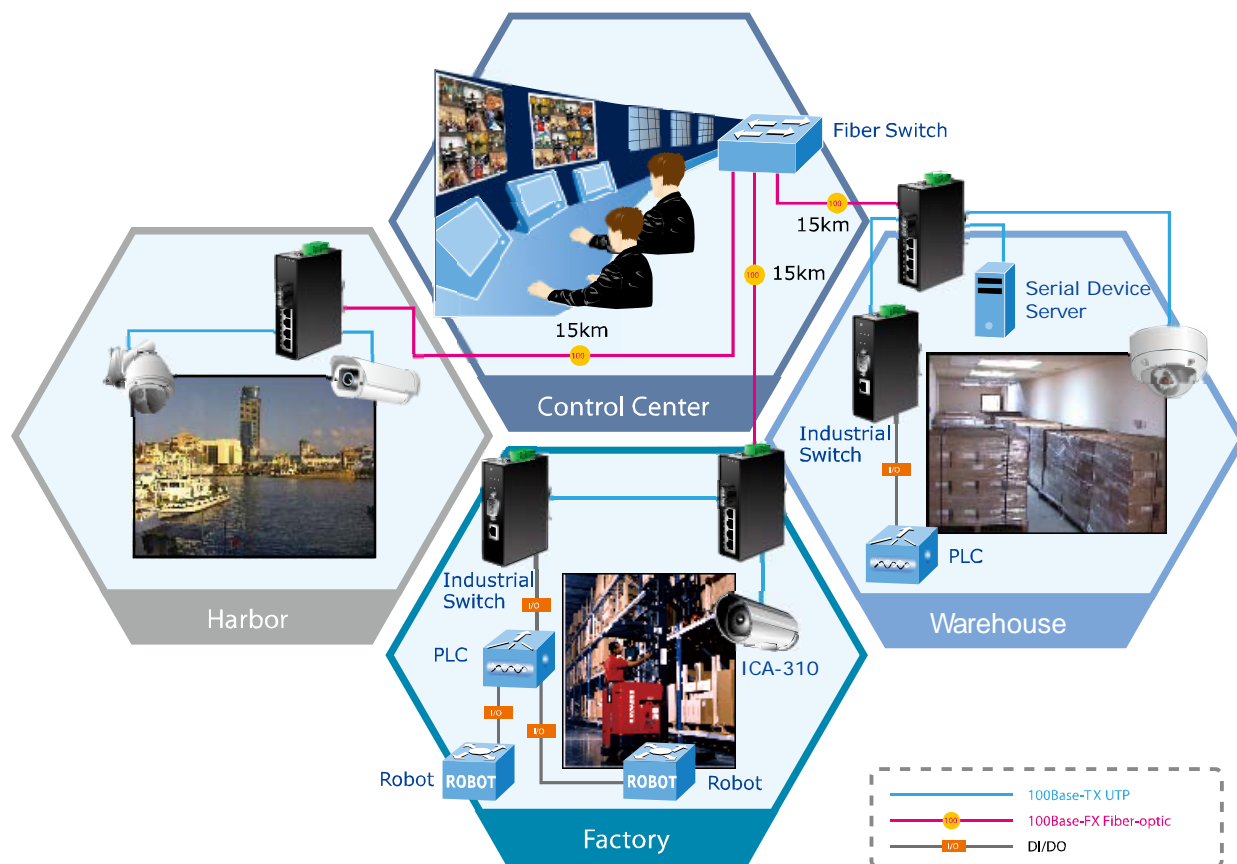 Fiber Switch
100
15km
100
15km
15km
100
Serial Device
Server
Control Center
Industrial
Switch
I/O
PLC
Harbor
Industrial
Switch
I/O
Warehouse
PLC
ICA-310
I/O
I/O
Robot
ROBOT
ROBOT
Robot
Factory
100Base-TX UTP
100
100Base-FX Fiber-optic
I/O
DI/DO